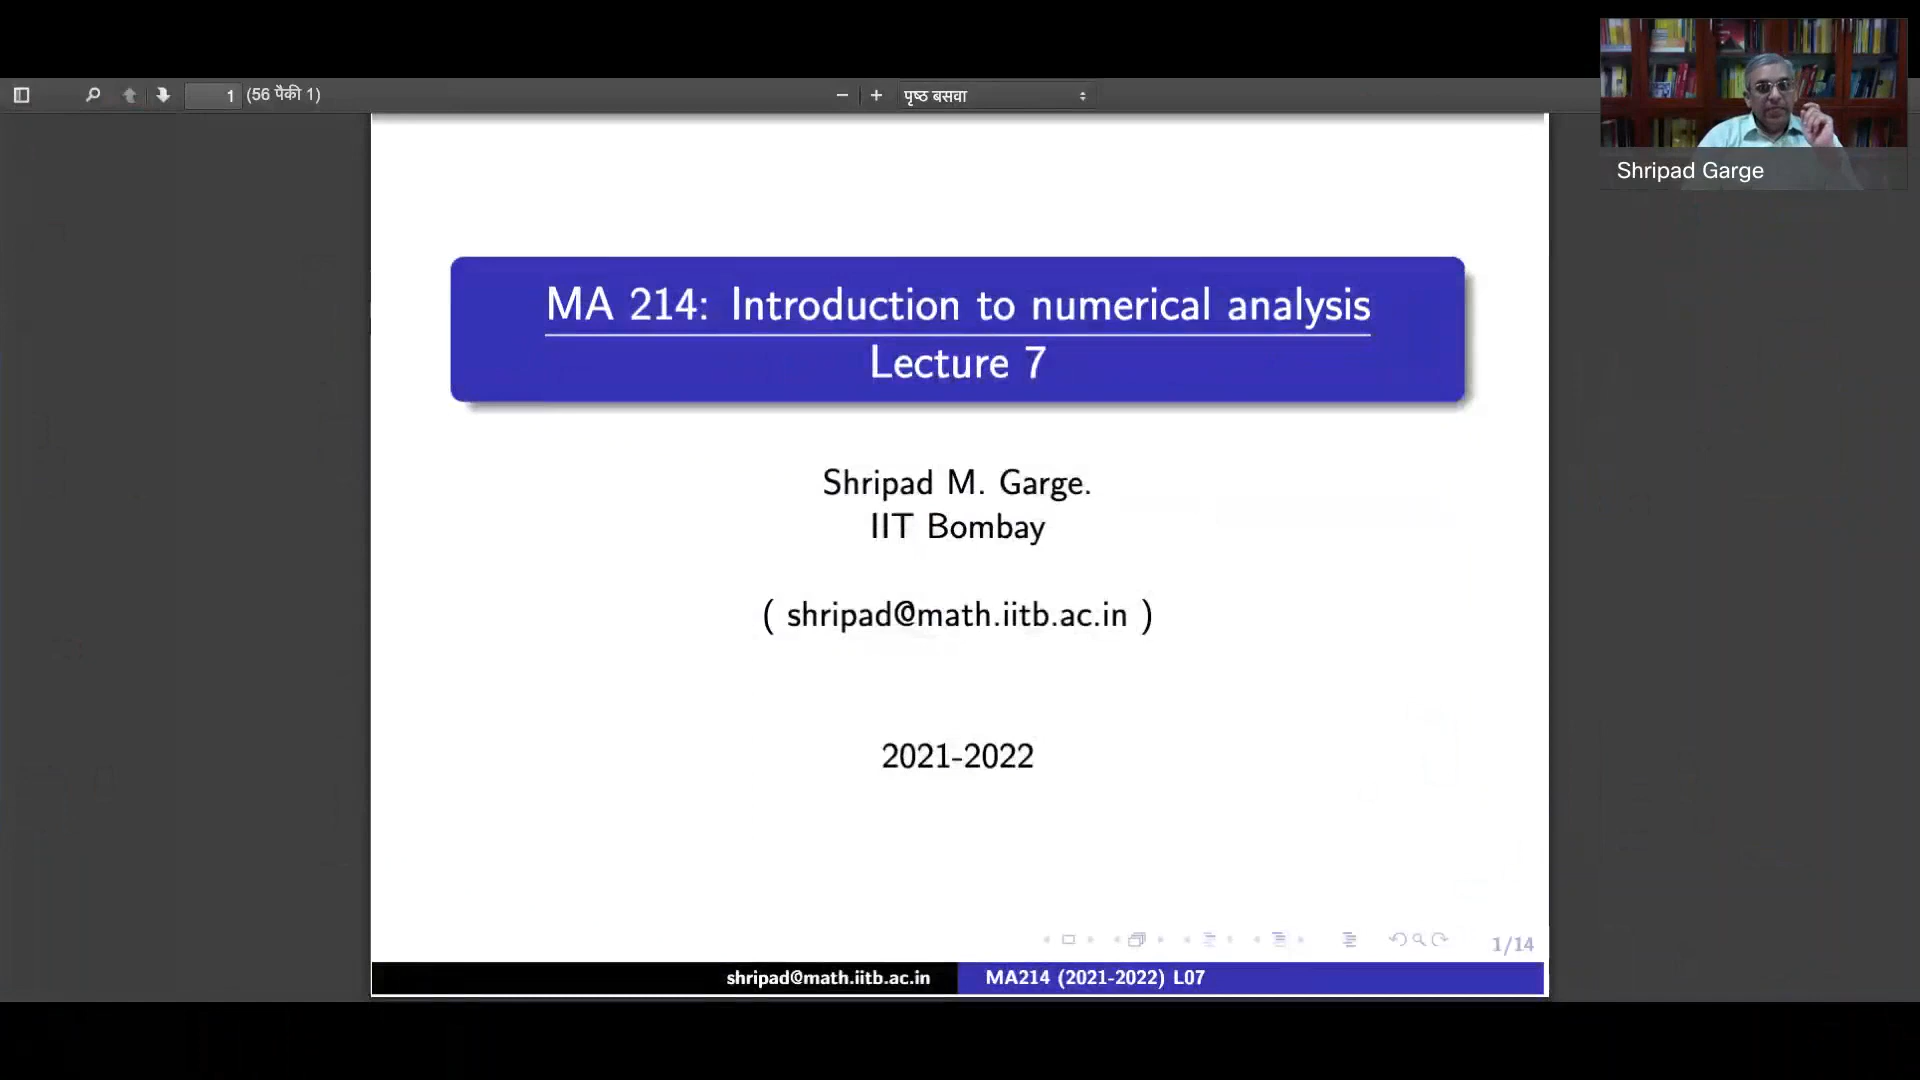 1 (56 पैकी 1)
पृष्ठ बसवा
Shripad Garge
MA 214: Introduction to numerical analysis
Lecture 7
Shripad M. Garge.
IIT Bombay
( shripad@math.iitb.ac.in )
2021-2022
1/14
shripad@math.iitb.ac.in MA214 (2021-2022) L07